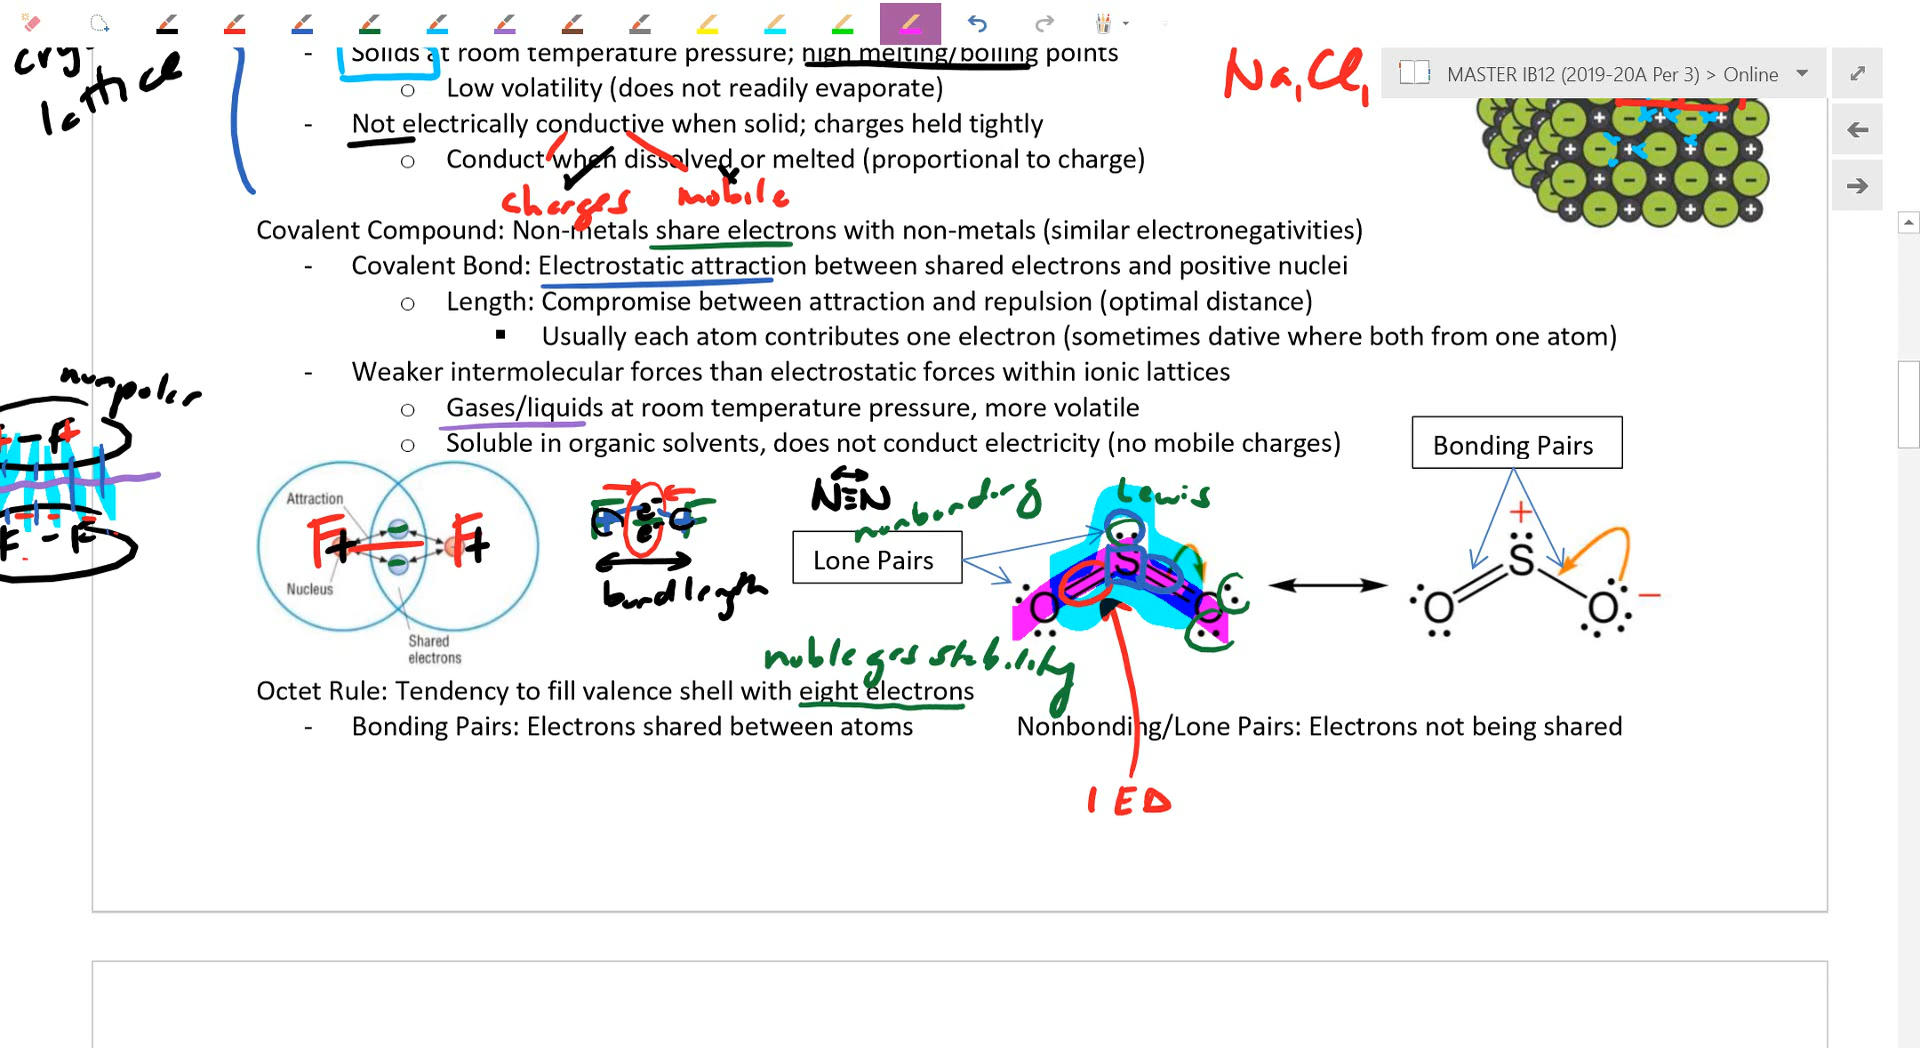 cry
lattice
- Solids at room temperature pressure; high melting/boiling points
Na₁Cl₁
MASTER IB12 (2019-20A Per 3) > Online
o Low volatility (does not readily evaporate)
- Not electrically conductive when solid; charges held tightly
o Conduct when dissolved or melted (proportional to charge)
charges mobile
Covalent Compound: Non-metals share electrons with non-metals (similar electronegativities)
- Covalent Bond: Electrostatic attraction between shared electrons and positive nuclei
o Length: Compromise between attraction and repulsion (optimal distance)
▪ Usually each atom contributes one electron (sometimes dative where both from one atom)
- Weaker intermolecular forces than electrostatic forces within ionic lattices
nonpolar
o Gases/liquids at room temperature pressure, more volatile
o Soluble in organic solvents, does not conduct electricity (no mobile charges)
Bonding Pairs
Attraction
F F
Nucleus
Shared
electrons
F F
e⁻
e⁻
bond length
N≡N
nonbonding
Lewis
Lone Pairs
S
O O
+
S
O O −
noble gas stability
Octet Rule: Tendency to fill valence shell with eight electrons
- Bonding Pairs: Electrons shared between atoms
Nonbonding/Lone Pairs: Electrons not being shared
1 ED